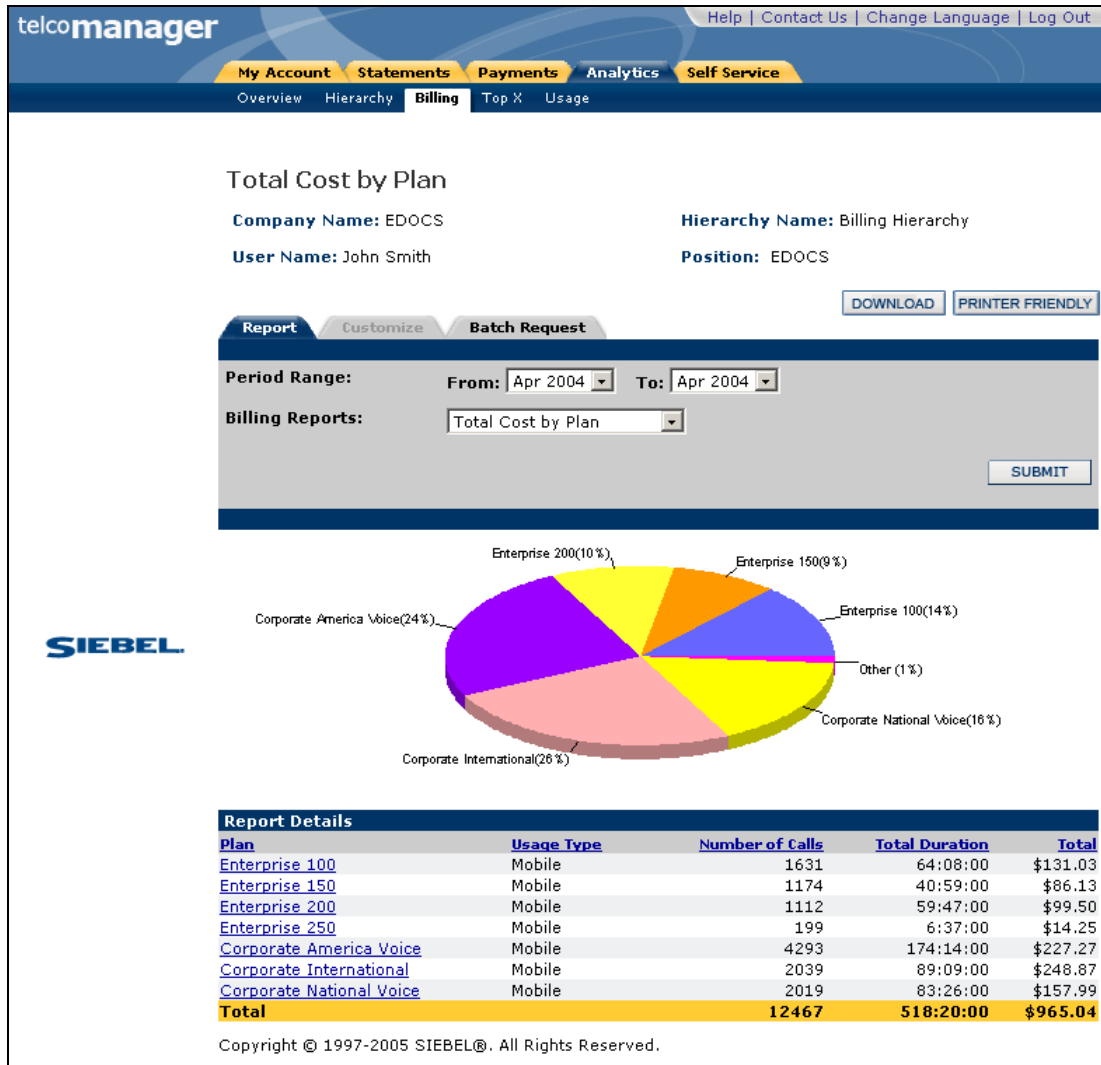 telcomanager
Help | Contact Us | Change Language | Log Out
My Account Statements Payments Analytics Self Service
Overview Hierarchy Billing Top X Usage
Total Cost by Plan
Company Name: EDOCS Hierarchy Name: Billing Hierarchy
User Name: John Smith Position: EDOCS
DOWNLOAD PRINTER FRIENDLY
Report Customize Batch Request
Period Range: From: Apr 2004 To: Apr 2004
Billing Reports: Total Cost by Plan
SUBMIT
Enterprise 200(10%)
Enterprise 150(9%)
Corporate America Voice(24%)
Enterprise 100(14%)
SIEBEL.
Other (1%)
Corporate National Voice(16%)
Corporate International(26%)
Report Details
Plan Usage Type Number of Calls Total Duration Total
Enterprise 100 Mobile 1631 64:08:00 $131.03
Enterprise 150 Mobile 1174 40:59:00 $86.13
Enterprise 200 Mobile 1112 59:47:00 $99.50
Enterprise 250 Mobile 199 6:37:00 $14.25
Corporate America Voice Mobile 4293 174:14:00 $227.27
Corporate International Mobile 2039 89:09:00 $248.87
Corporate National Voice Mobile 2019 83:26:00 $157.99
Total 12467 518:20:00 $965.04
Copyright © 1997-2005 SIEBEL®. All Rights Reserved.